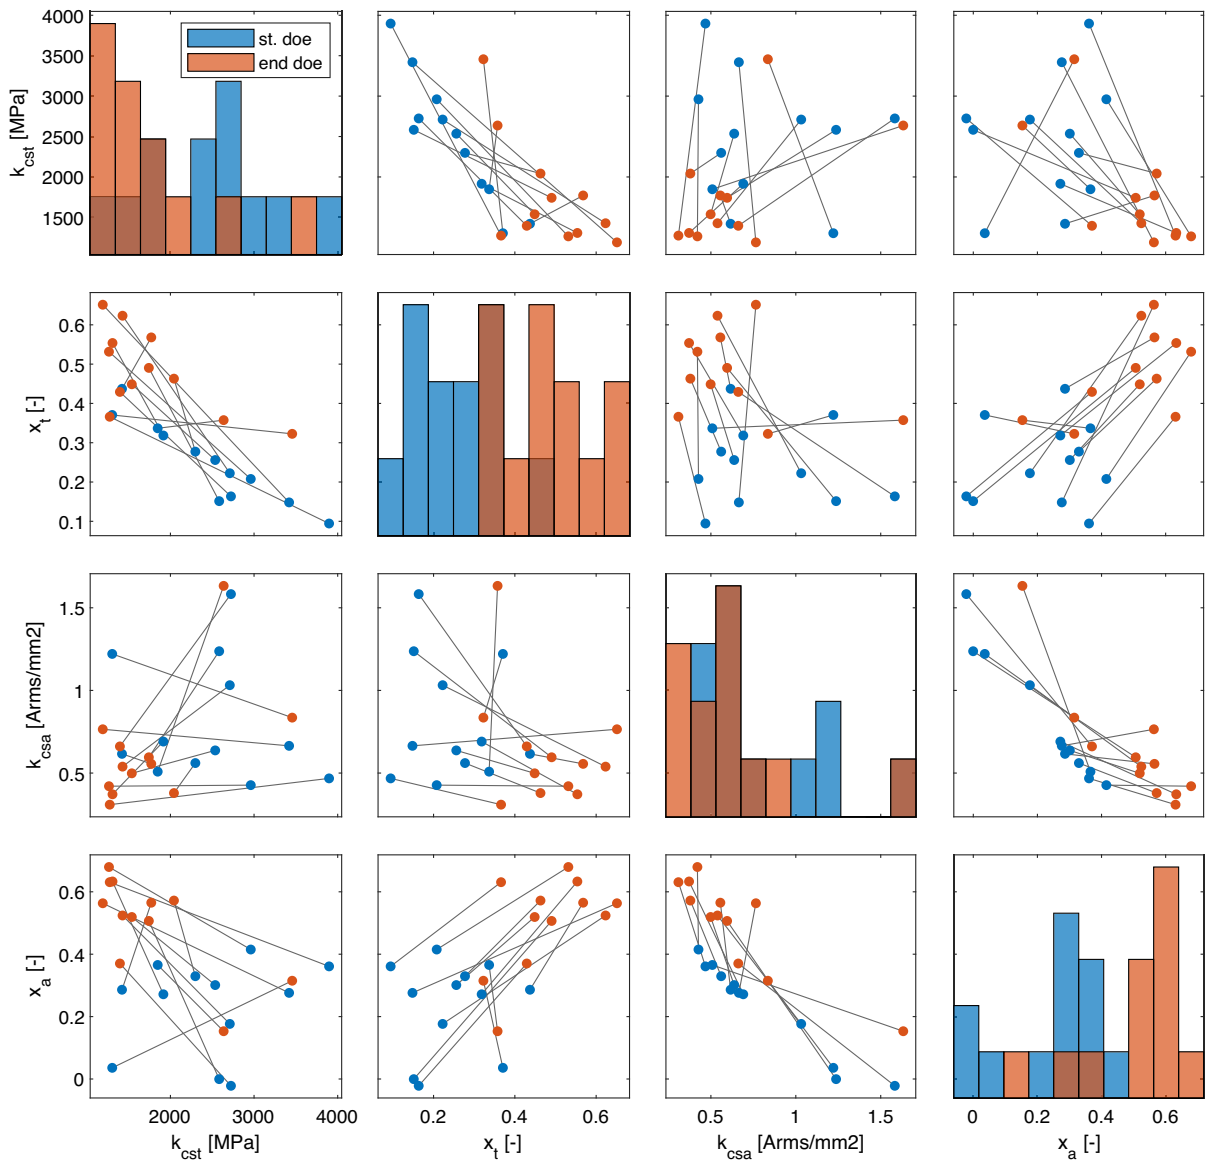 4000
3500
3000
2500
2000
1500
k_cst [MPa]
st. doe
end doe
0.6
0.5
0.4
0.3
0.2
0.1
x_t [-]
1.5
1
0.5
k_csa [Arms/mm2]
0.6
0.4
0.2
0
x_a [-]
2000 3000 4000
k_cst [MPa]
0.2 0.4 0.6
x_t [-]
0.5 1 1.5
k_csa [Arms/mm2]
0 0.2 0.4 0.6
x_a [-]